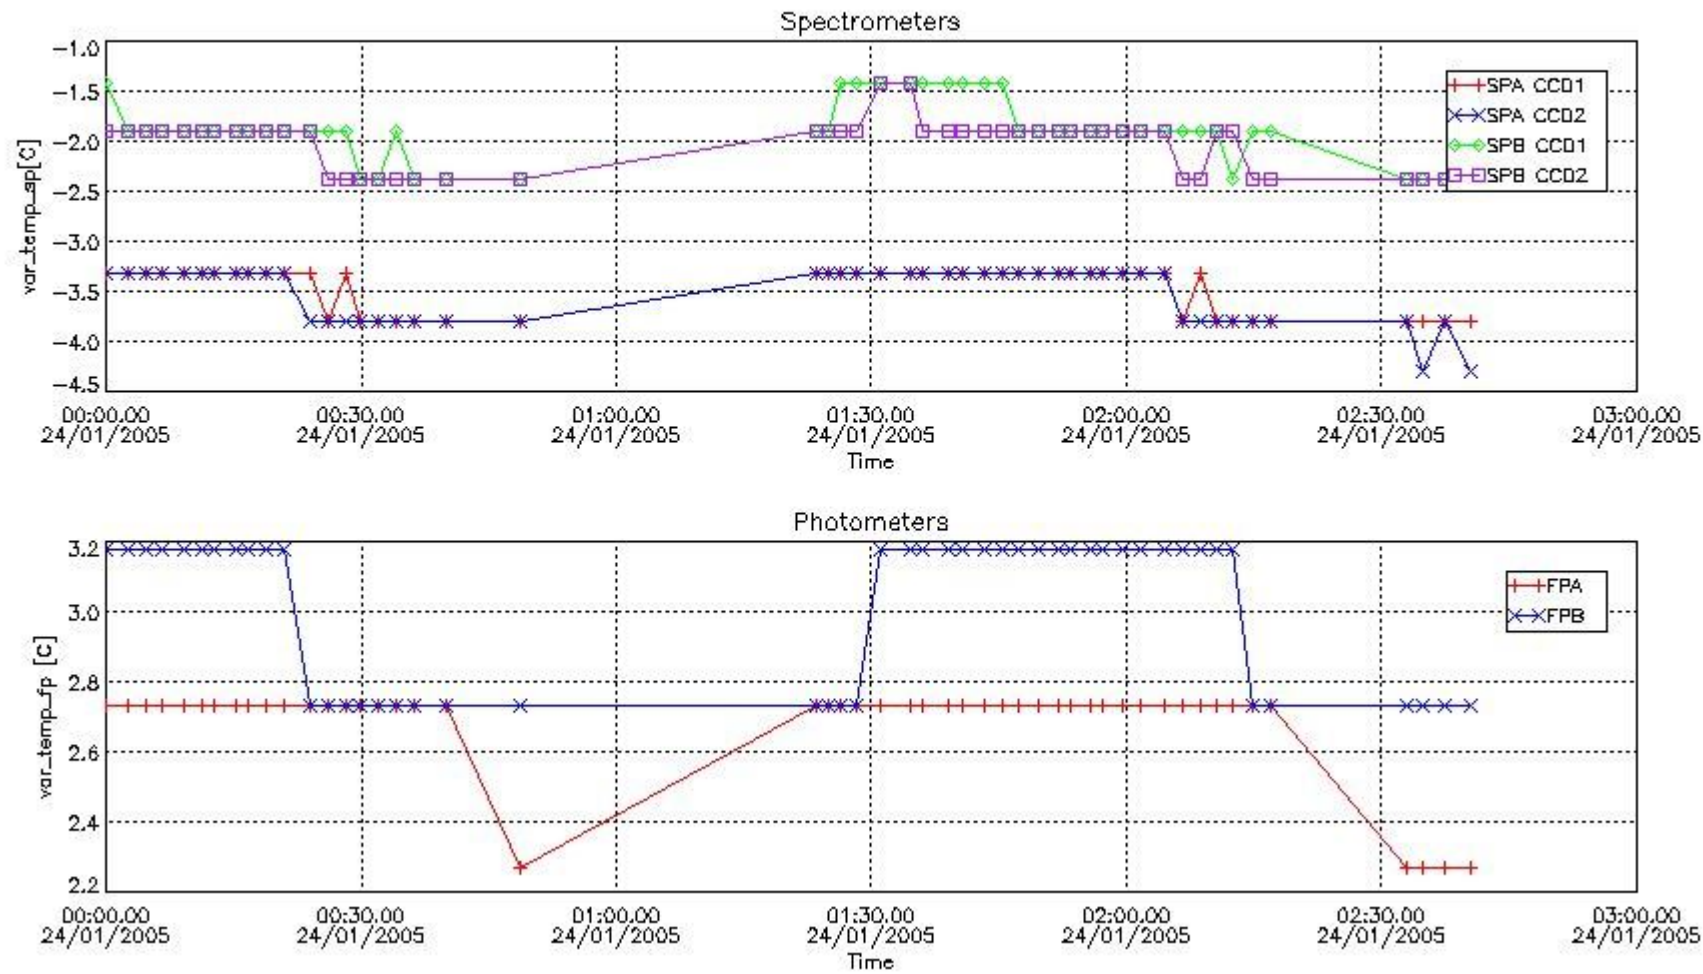 Spectrometers
-1.0
-1.5
-2.0
-2.5
-3.0
-3.5
-4.0
-4.5
var_temp_sp[C]
SPA CCD1
SPA CCD2
SPB CCD1
SPB CCD2
00:00.00 00:30.00 01:00.00 01:30.00 02:00.00 02:30.00 03:00.00
24/01/2005 24/01/2005 24/01/2005 24/01/2005 24/01/2005 24/01/2005 24/01/2005
Time
Photometers
3.2
3.0
2.8
2.6
2.4
2.2
var_temp_fp [C]
FPA
FPB
00:00.00 00:30.00 01:00.00 01:30.00 02:00.00 02:30.00 03:00.00
24/01/2005 24/01/2005 24/01/2005 24/01/2005 24/01/2005 24/01/2005 24/01/2005
Time